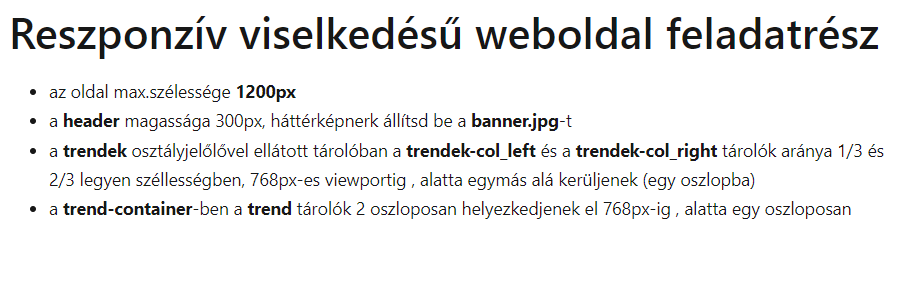 Reszponzív viselkedésű weboldal feladatrész
az oldal max.szélessége 1200px
a header magassága 300px, háttérképnerk állítsd be a banner.jpg-t
a trendek osztályjelőlővel ellátott tárolóban a trendek-col_left és a trendek-col_right tárolók aránya 1/3 és
2/3 legyen széllességben, 768px-es viewportig , alatta egymás alá kerüljenek (egy oszlopba)
a trend-container-ben a trend tárolók 2 oszloposan helyezkedjenek el 768px-ig , alatta egy oszloposan